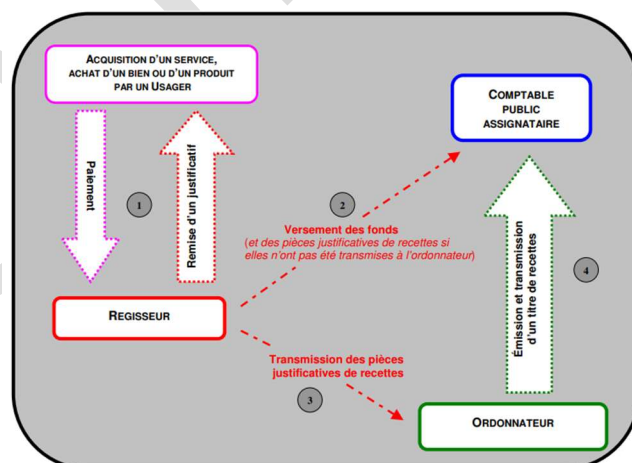 ACQUISITION D'UN SERVICE,
ACHAT D'UN BIEN OU D'UN PRODUIT
PAR UN USAGER
COMPTABLE
PUBLIC
ASSIGNATAIRE
Paiement
1
Remise d'un justificatif
2
Versement des fonds
(et des pièces justificatives de recettes si
elles n'ont pas été transmises à l'ordonnateur)
Émission et transmission
d'un titre de recettes
4
REGISSEUR
Transmission des pièces
justificatives de recettes
3
ORDONNATEUR